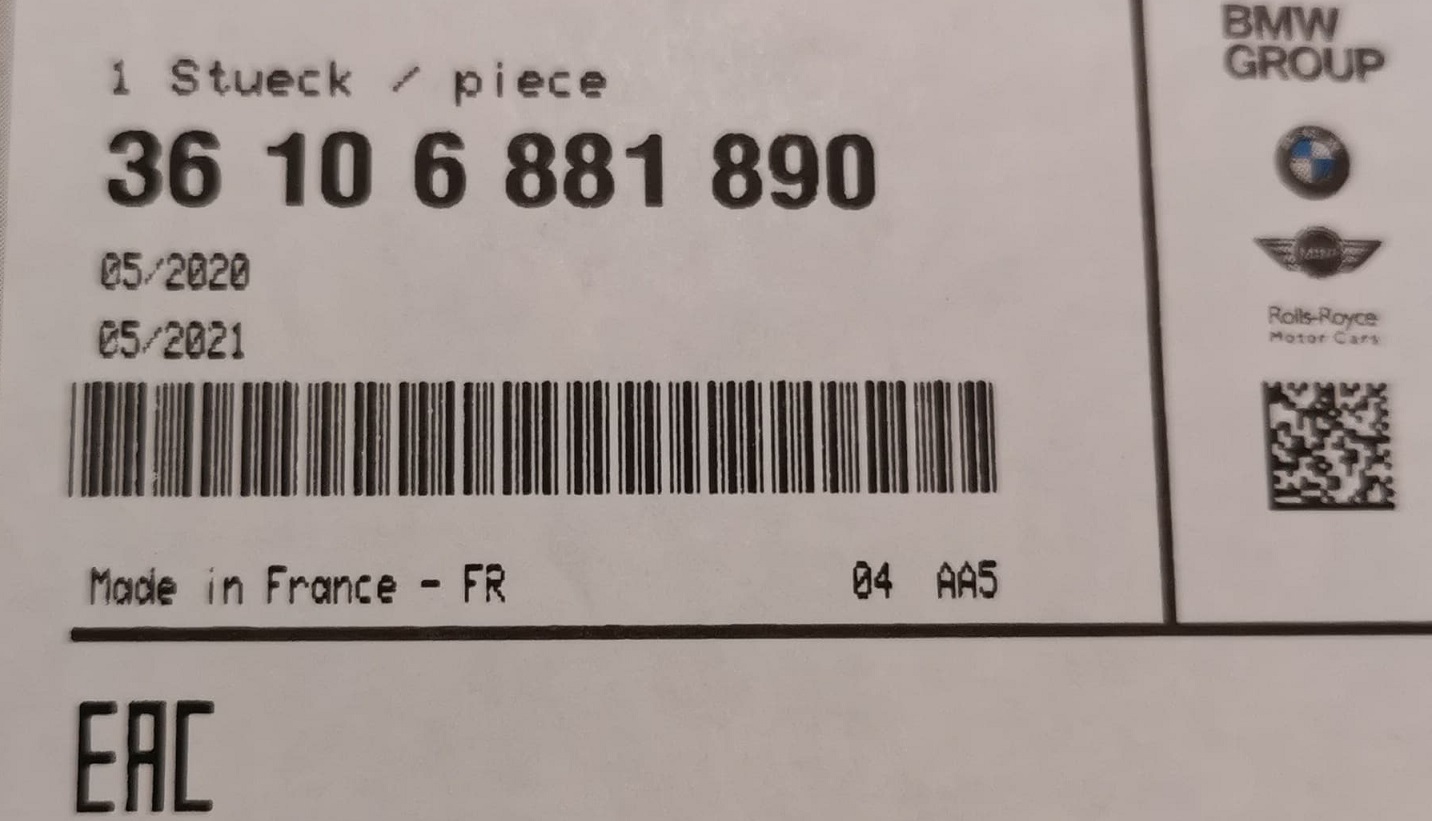 1 Stueck / piece
36 10 6 881 890
05/2020
05/2021
Made in France - FR
04 AA5
EAC
BMW
GROUP
MINI
Rolls-Royce
Motor Cars